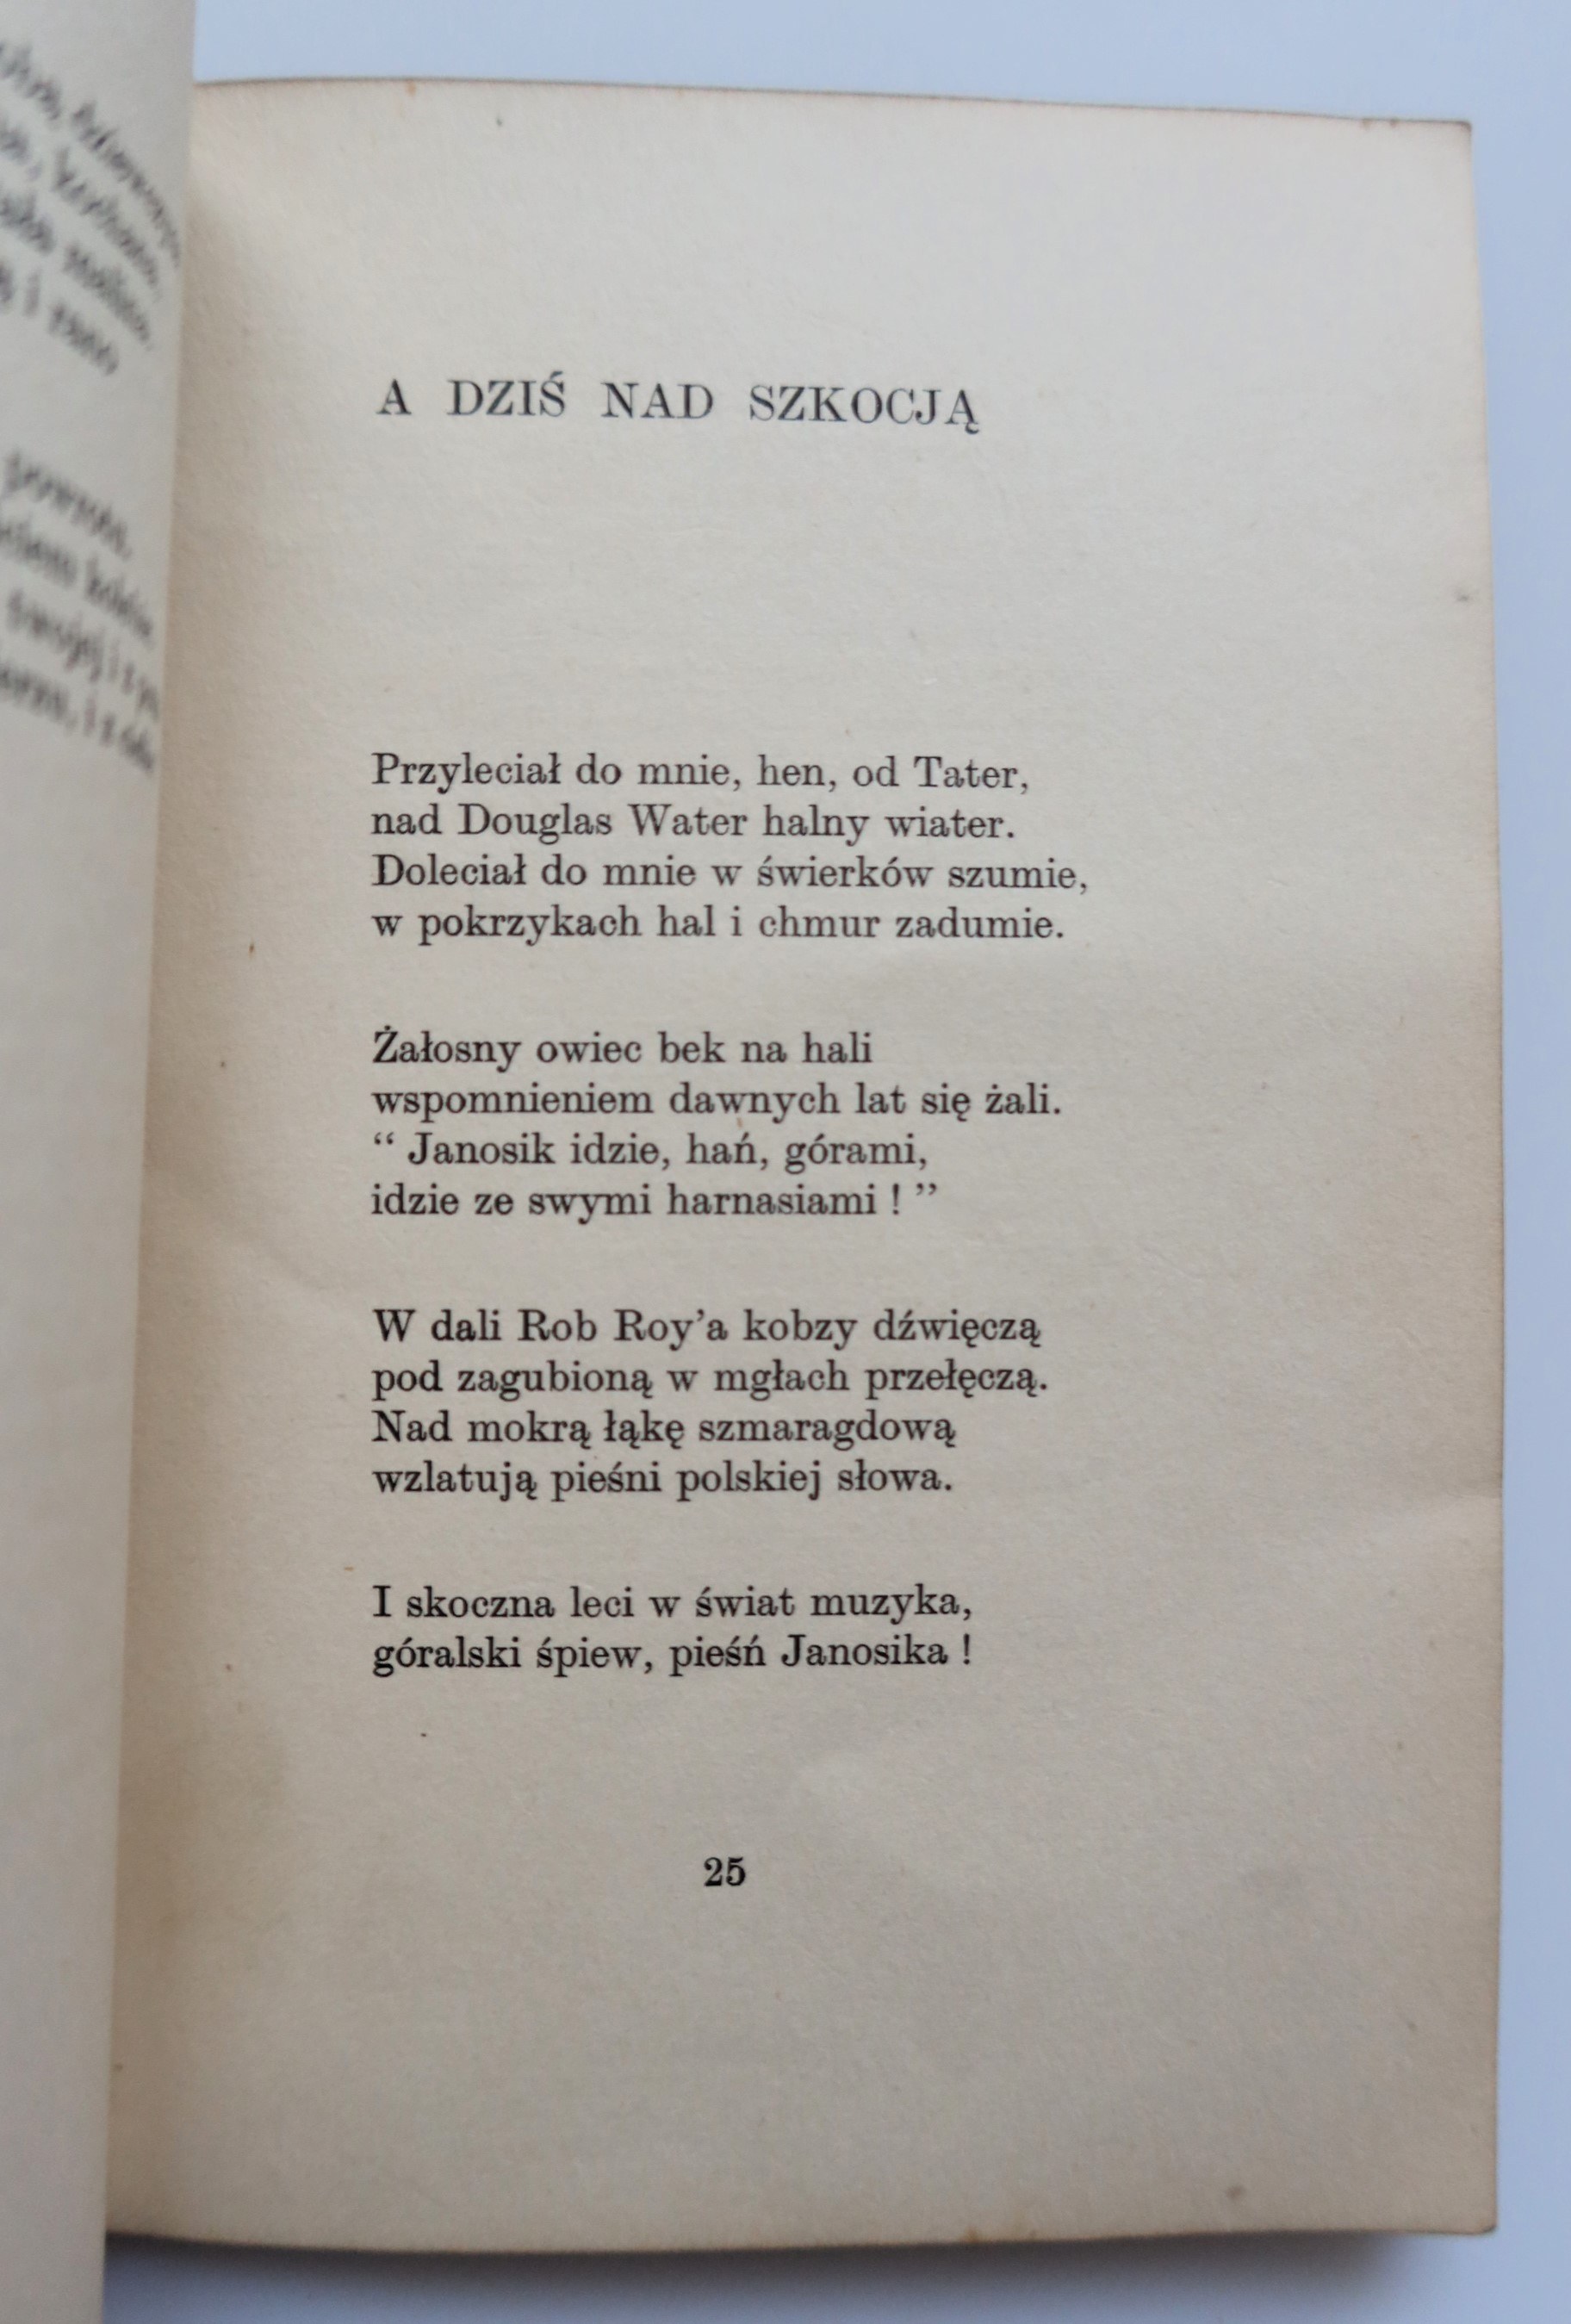 A DZIŚ NAD SZKOCJĄ
Przyleciał do mnie, hen, od Tater,
nad Douglas Water halny wiater.
Doleciał do mnie w świerków szumie,
w pokrzykach hal i chmur zadumie.
Żałosny owiec bek na hali
wspomnieniem dawnych lat się żali.
“ Janosik idzie, hań, górami,
idzie ze swymi harnasiami ! ”
W dali Rob Roy’a kobzy dźwięczą
pod zagubioną w mgłach przełęczą.
Nad mokrą łąkę szmaragdową
wzlatują pieśni polskiej słowa.
I skoczna leci w świat muzyka,
góralski śpiew, pieśń Janosika !
25